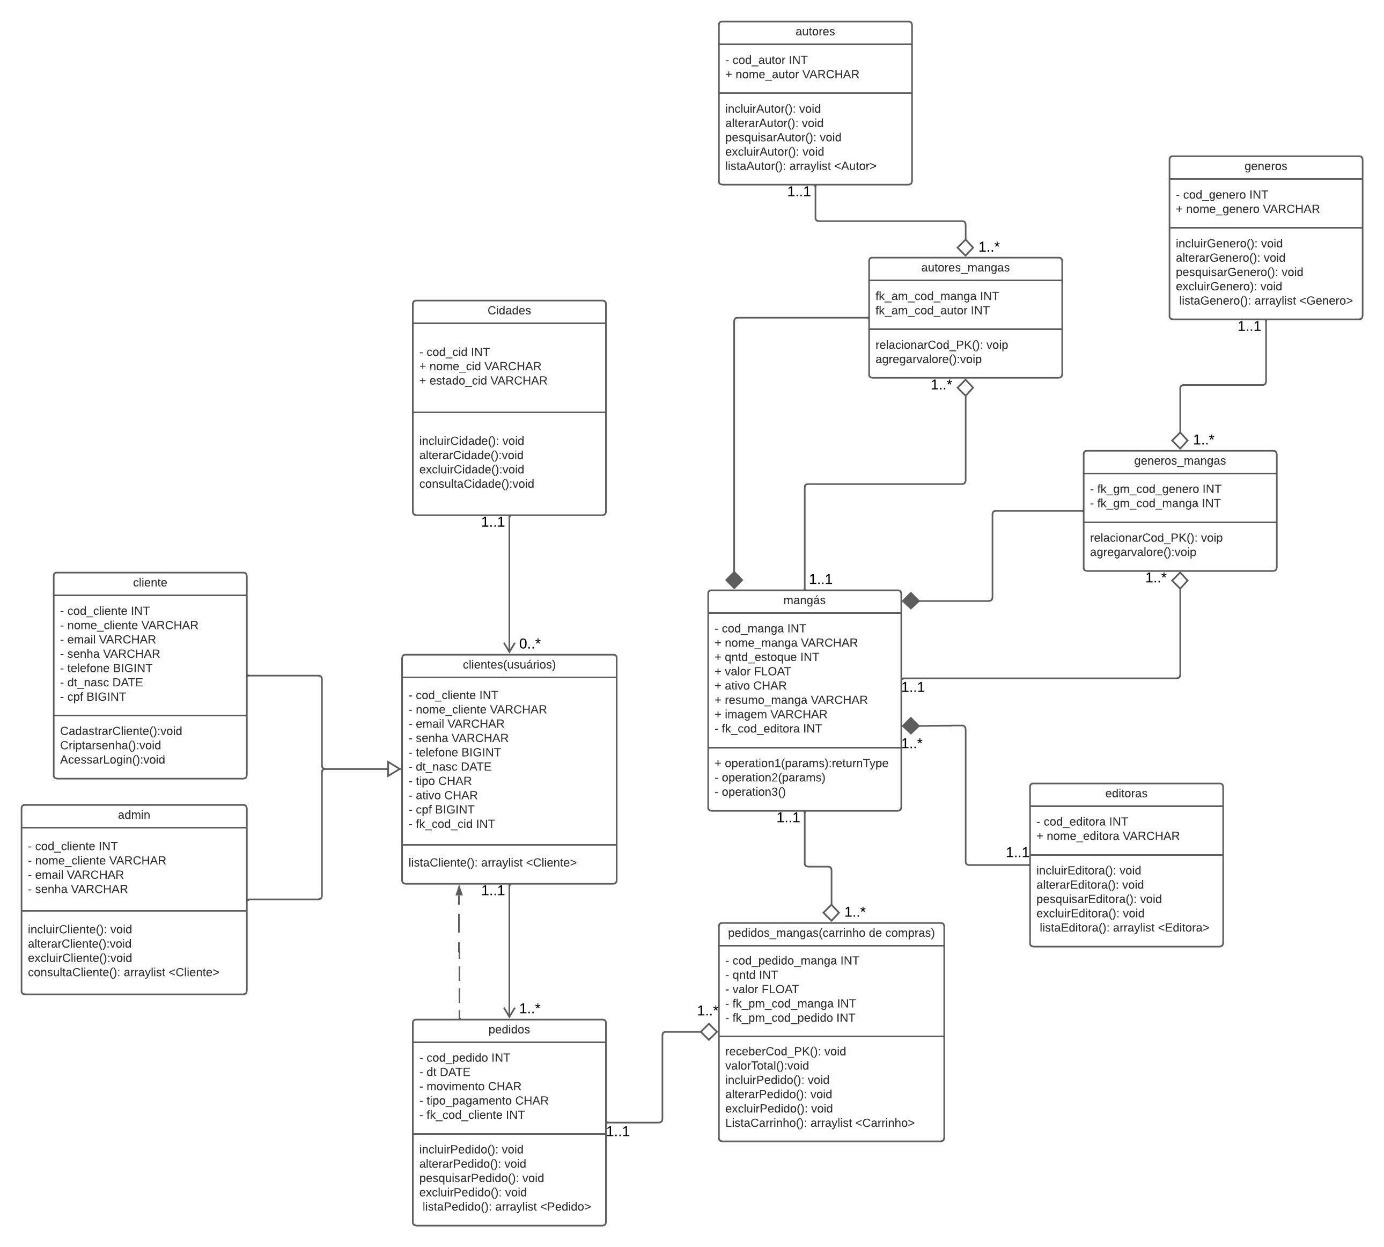 autores
- cod_autor INT
+ nome_autor VARCHAR
incluirAutor(): void
alterarAutor(): void
pesquisarAutor(): void
excluirAutor(): void
listaAutor(): arraylist <Autor>
1..1
1..*
generos
- cod_genero INT
+ nome_genero VARCHAR
incluirGenero(): void
alterarGenero(): void
pesquisarGenero(): void
excluirGenero): void
listaGenero(): arraylist <Genero>
1..1
1..*
autores_mangas
fk_am_cod_manga INT
fk_am_cod_autor INT
relacionarCod_PK(): voip
agregarvalore():voip
1..*
1..1
Cidades
- cod_cid INT
+ nome_cid VARCHAR
+ estado_cid VARCHAR
incluirCidade(): void
alterarCidade():void
excluirCidade():void
consultaCidade():void
1..1
0..*
generos_mangas
- fk_gm_cod_genero INT
- fk_gm_cod_manga INT
relacionarCod_PK(): voip
agregarvalore():voip
1..*
1..1
cliente
- cod_cliente INT
- nome_cliente VARCHAR
- email VARCHAR
- senha VARCHAR
- telefone BIGINT
- dt_nasc DATE
- cpf BIGINT
CadastrarCliente():void
Criptarsenha():void
AcessarLogin():void
admin
- cod_cliente INT
- nome_cliente VARCHAR
- email VARCHAR
- senha VARCHAR
incluirCliente(): void
alterarCliente():void
excluirCliente():void
consultaCliente(): arraylist <Cliente>
clientes(usuários)
- cod_cliente INT
- nome_cliente VARCHAR
- email VARCHAR
- senha VARCHAR
- telefone BIGINT
- dt_nasc DATE
- tipo CHAR
- ativo CHAR
- cpf BIGINT
- fk_cod_cid INT
listaCliente(): arraylist <Cliente>
1..1
1..*
mangás
- cod_manga INT
+ nome_manga VARCHAR
+ qntd_estoque INT
+ valor FLOAT
+ ativo CHAR
+ resumo_manga VARCHAR
+ imagem VARCHAR
- fk_cod_editora INT
+ operation1(params):returnType
- operation2(params)
- operation3()
1..*
1..1
1..1
1..*
editoras
- cod_editora INT
+ nome_editora VARCHAR
incluirEditora(): void
alterarEditora(): void
pesquisarEditora(): void
excluirEditora(): void
listaEditora(): arraylist <Editora>
pedidos_mangas(carrinho de compras)
- cod_pedido_manga INT
- qntd INT
- valor FLOAT
- fk_pm_cod_manga INT
- fk_pm_cod_pedido INT
receberCod_PK(): void
valorTotal():void
incluirPedido(): void
alterarPedido(): void
excluirPedido(): void
ListaCarrinho(): arraylist <Carrinho>
1..*
1..1
pedidos
- cod_pedido INT
- dt DATE
- movimento CHAR
- tipo_pagamento CHAR
- fk_cod_cliente INT
incluirPedido(): void
alterarPedido(): void
pesquisarPedido(): void
excluirPedido(): void
listaPedido(): arraylist <Pedido>